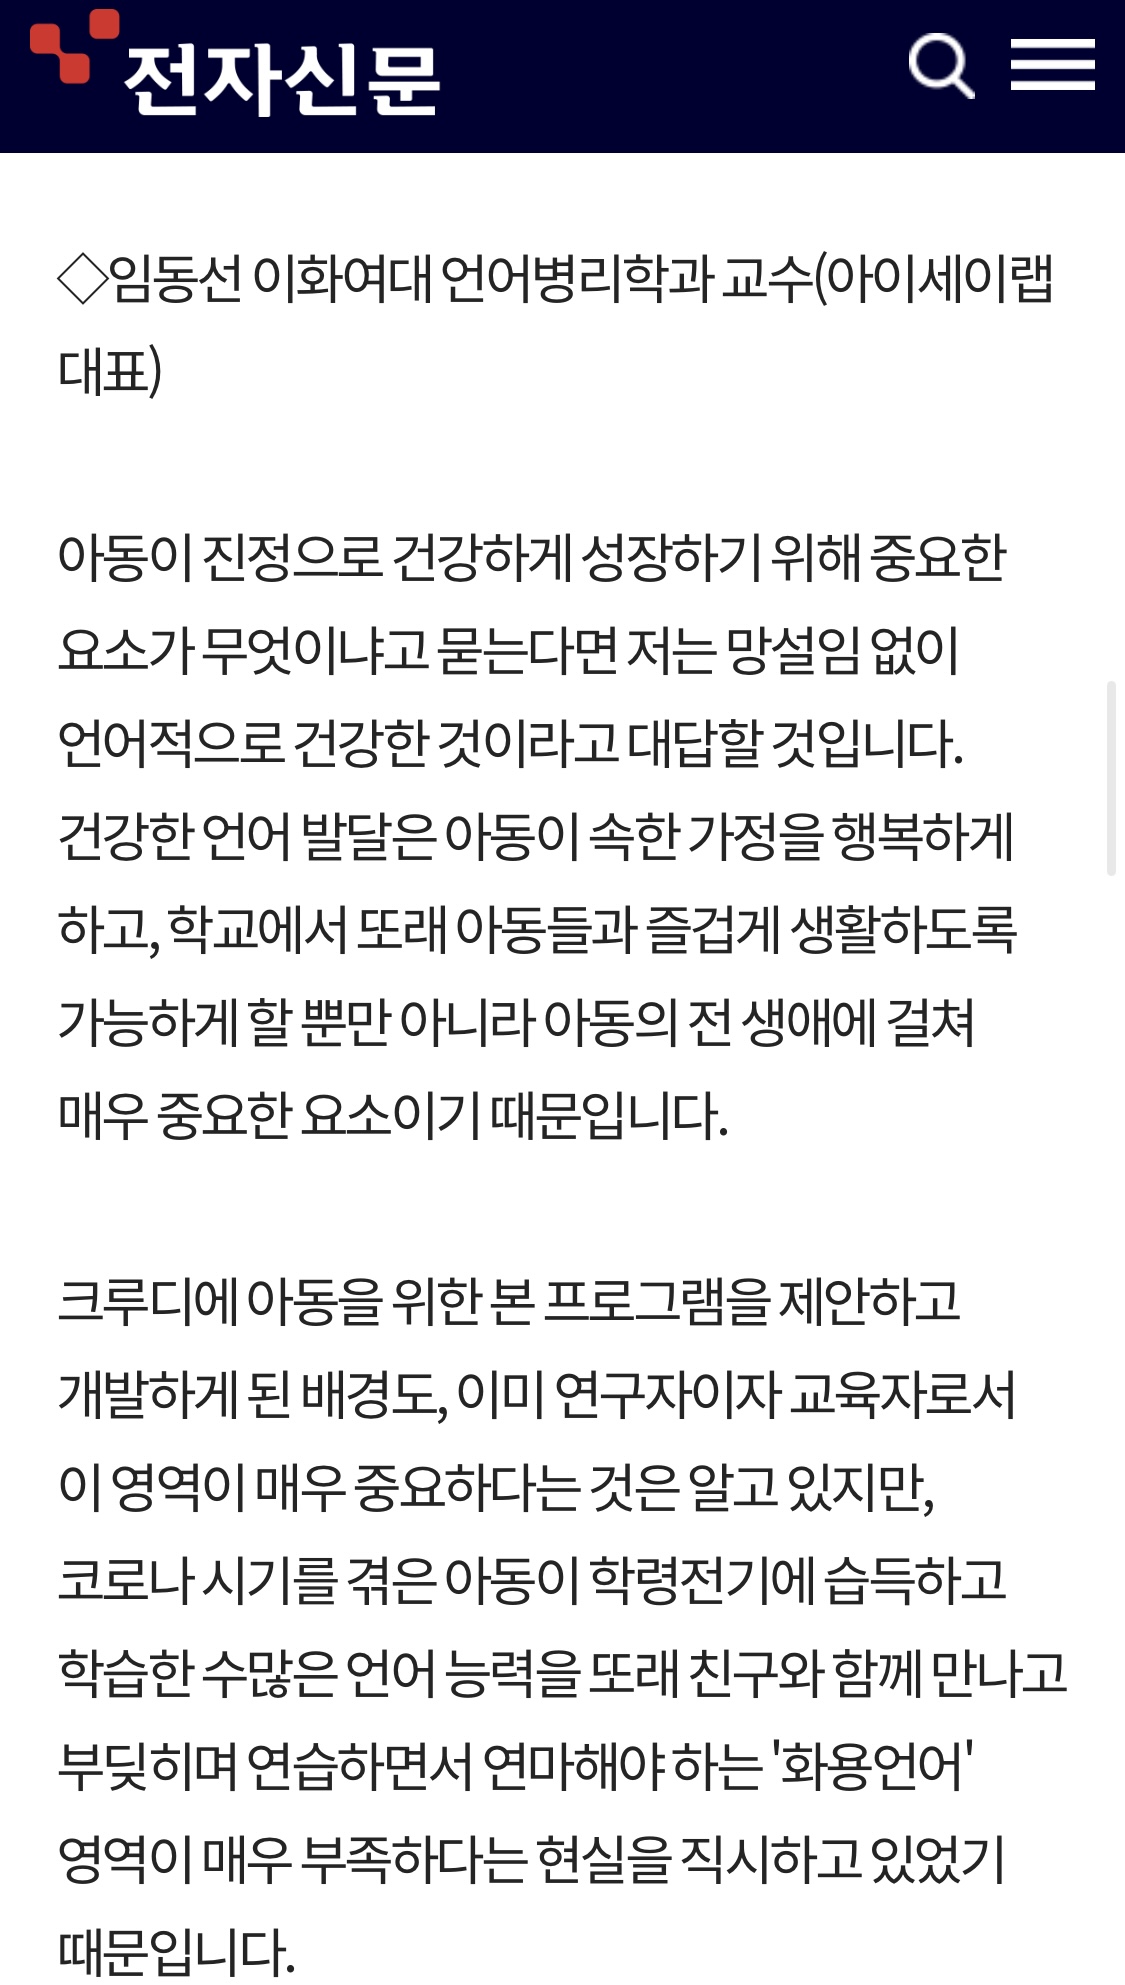 전자신문
◇임동선 이화여대 언어병리학과 교수(아이세이랩
대표)
아동이 진정으로 건강하게 성장하기 위해 중요한
요소가 무엇이냐고 묻는다면 저는 망설임 없이
언어적으로 건강한 것이라고 대답할 것입니다.
건강한 언어 발달은 아동이 속한 가정을 행복하게
하고, 학교에서 또래 아동들과 즐겁게 생활하도록
가능하게 할 뿐만 아니라 아동의 전 생애에 걸쳐
매우 중요한 요소이기 때문입니다.
크루디에 아동을 위한 본 프로그램을 제안하고
개발하게 된 배경도, 이미 연구자이자 교육자로서
이 영역이 매우 중요하다는 것은 알고 있지만,
코로나 시기를 겪은 아동이 학령전기에 습득하고
학습한 수많은 언어 능력을 또래 친구와 함께 만나고
부딪히며 연습하면서 연마해야 하는 '화용언어'
영역이 매우 부족하다는 현실을 직시하고 있었기
때문입니다.